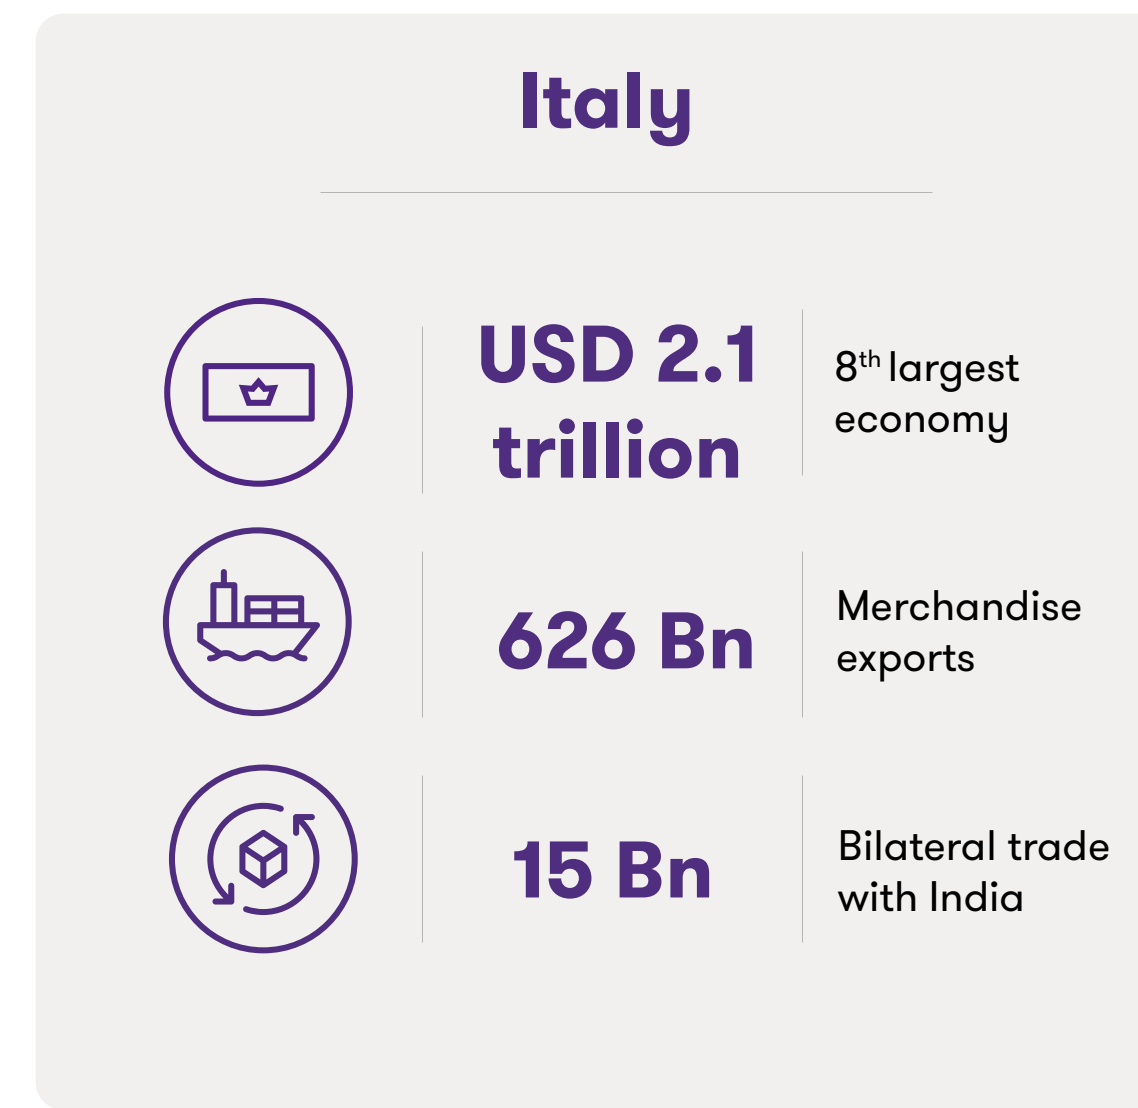 Italy
USD 2.1
trillion
8th largest
economy
626 Bn
Merchandise
exports
15 Bn
Bilateral trade
with India